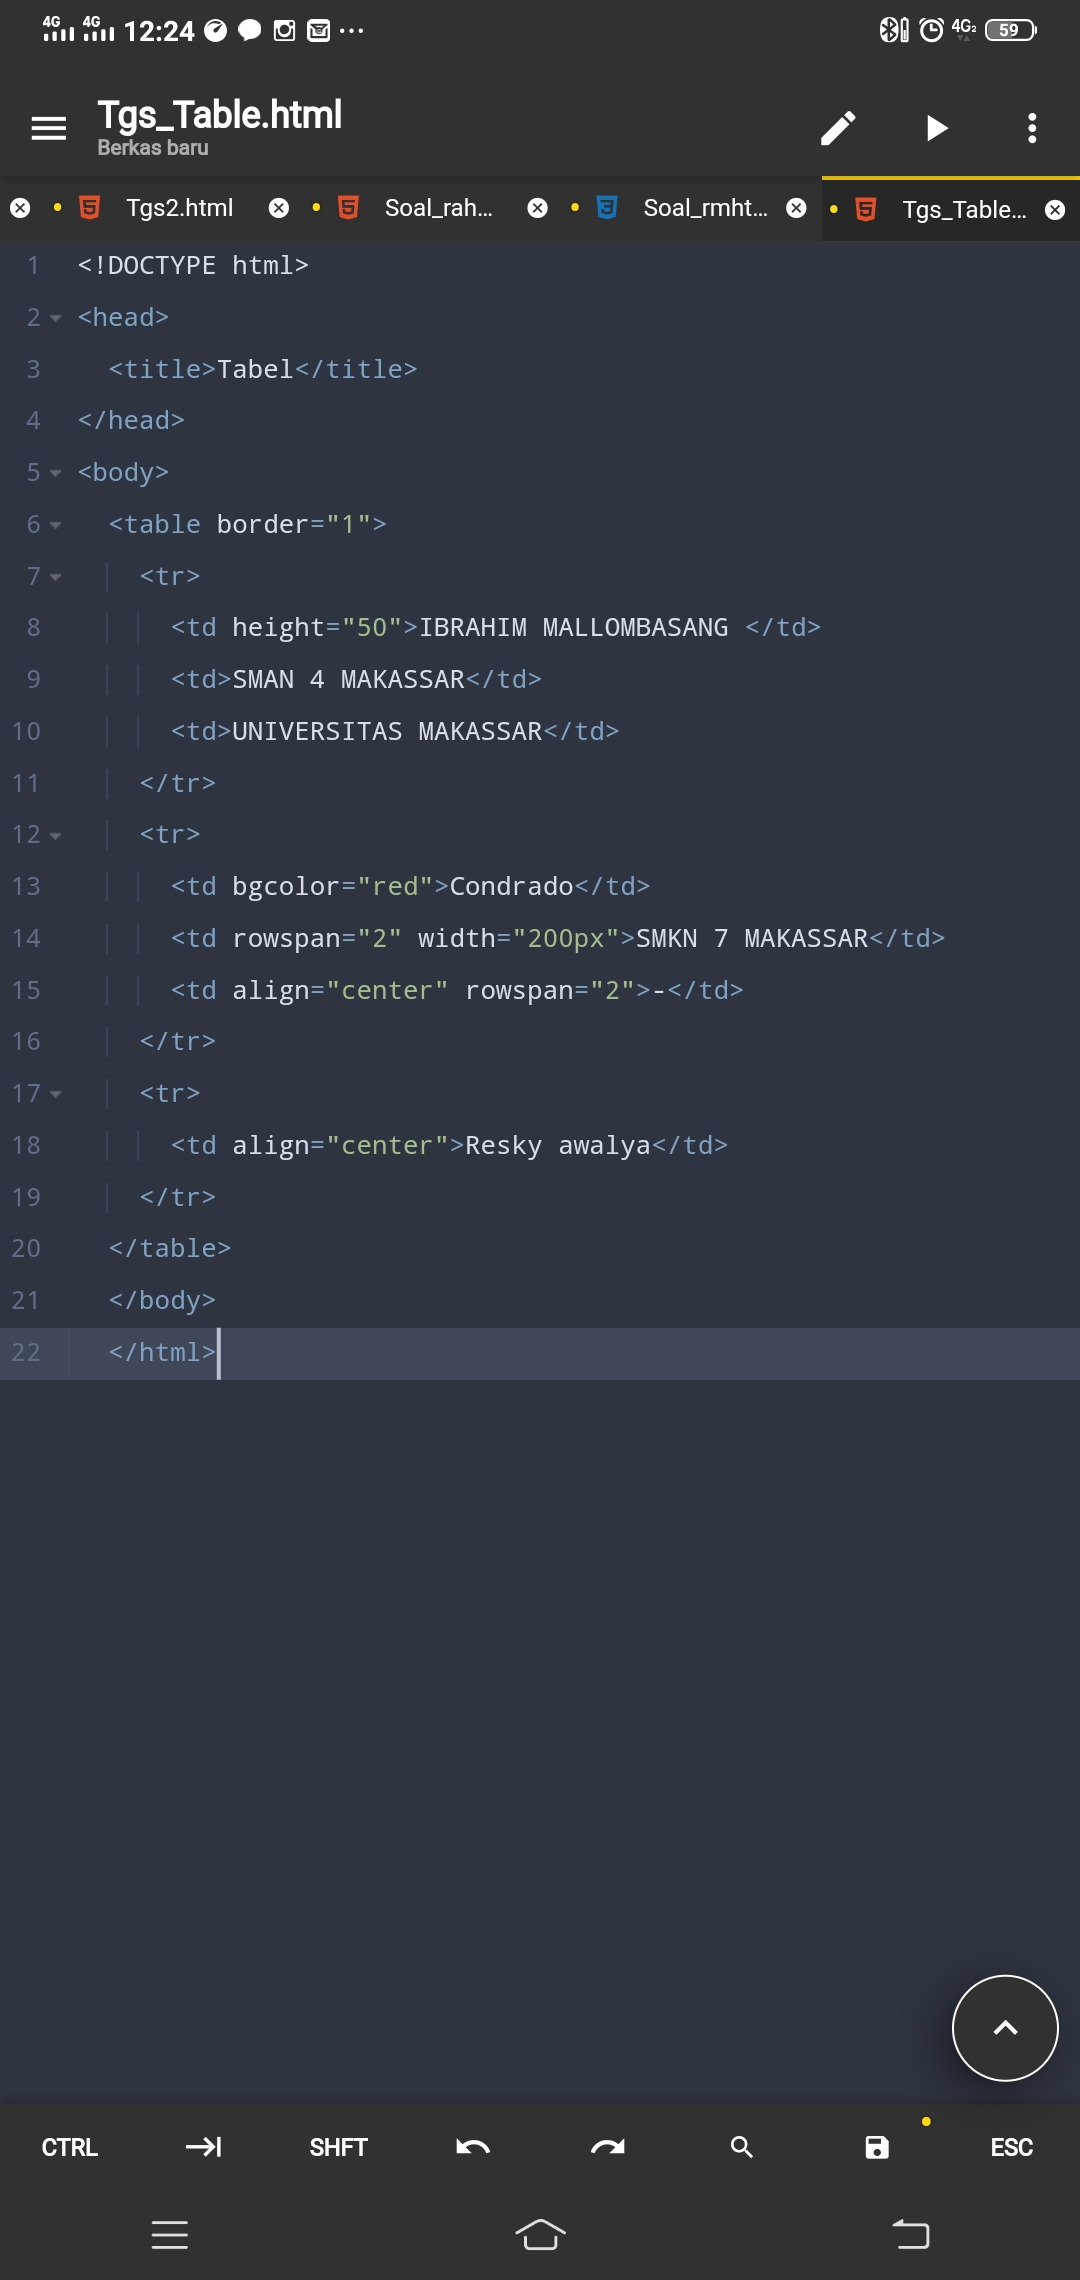 4G 4G 12:24 4G2 59
Tgs_Table.html
Berkas baru
Tgs2.html Soal_rah... Soal_rmht... Tgs_Table...
1 <!DOCTYPE html>
2 <head>
3 <title>Tabel</title>
4 </head>
5 <body>
6 <table border="1">
7 <tr>
8 <td height="50">IBRAHIM MALLOMBASANG </td>
9 <td>SMAN 4 MAKASSAR</td>
10 <td>UNIVERSITAS MAKASSAR</td>
11 </tr>
12 <tr>
13 <td bgcolor="red">Condrado</td>
14 <td rowspan="2" width="200px">SMKN 7 MAKASSAR</td>
15 <td align="center" rowspan="2">-</td>
16 </tr>
17 <tr>
18 <td align="center">Resky awalya</td>
19 </tr>
20 </table>
21 </body>
22 </html>
CTRL SHFT ESC